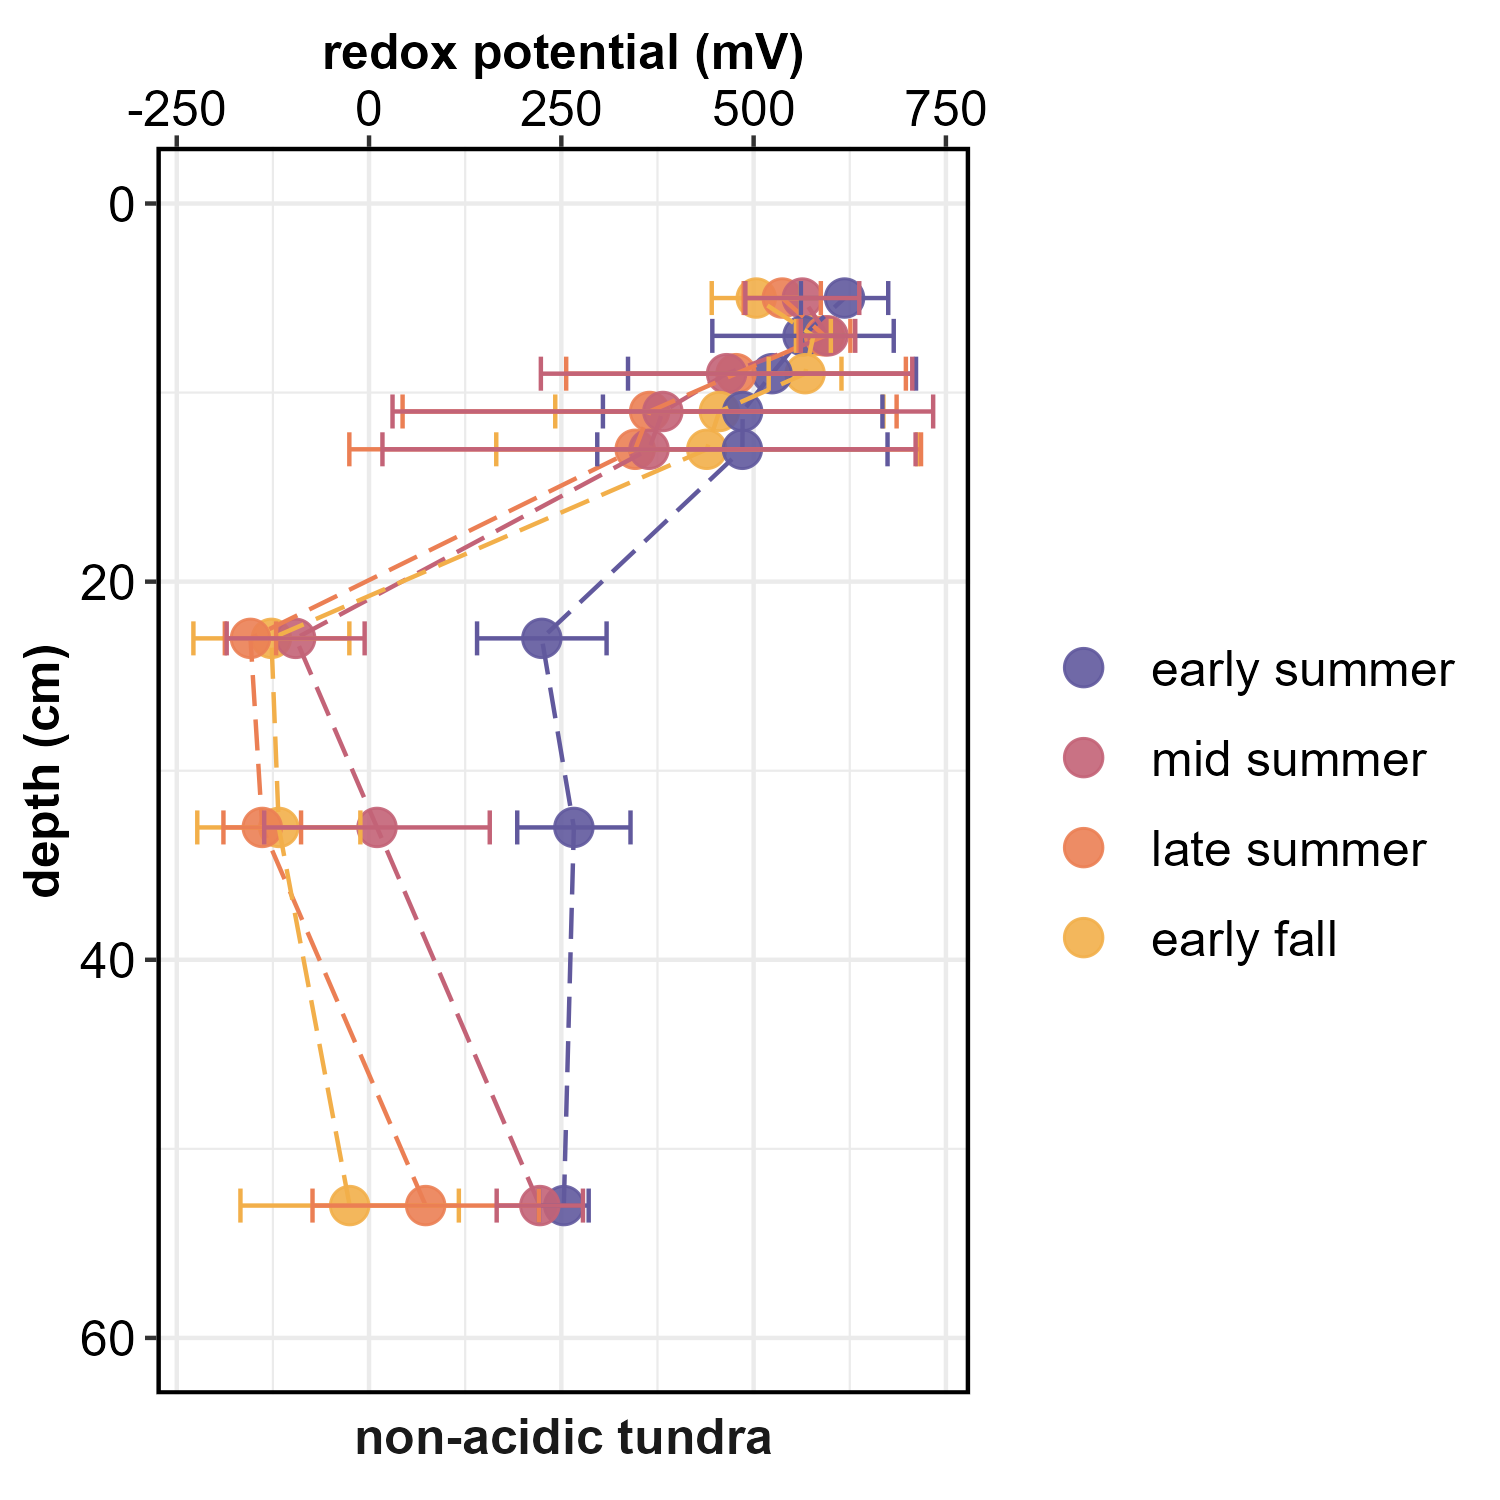 redox potential (mV)
-250 0 250 500 750
0
20
40
60
depth (cm)
early summer
mid summer
late summer
early fall
non-acidic tundra